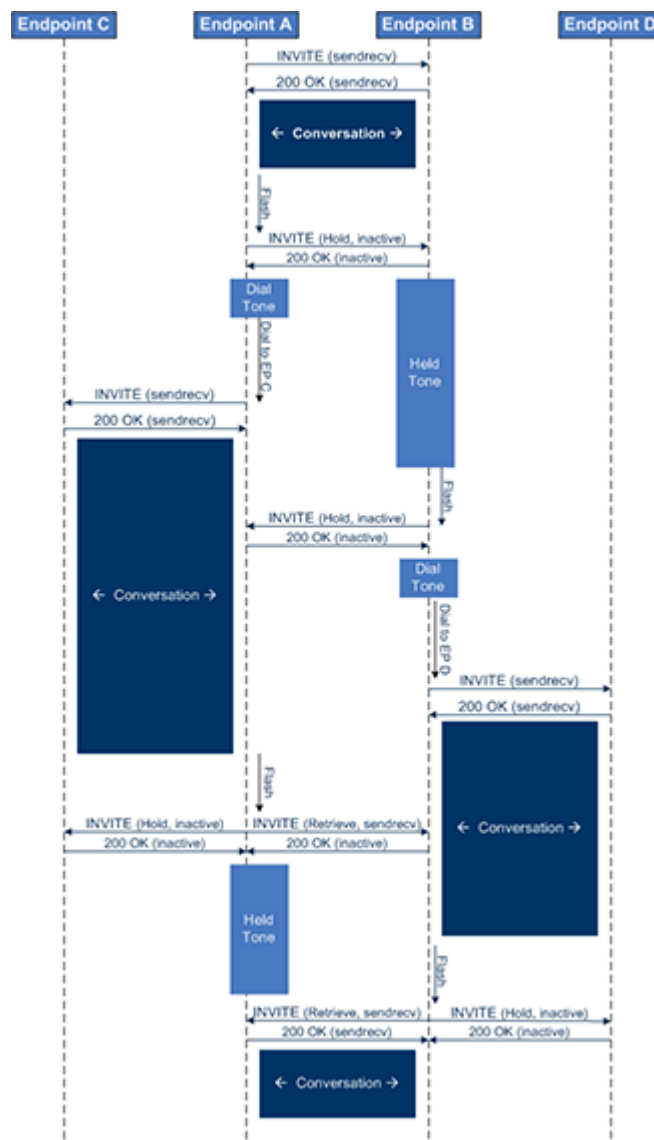 Endpoint C
Endpoint A
Endpoint B
Endpoint D
INVITE (sendrecv)
200 OK (sendrecv)
← Conversation →
Flash
INVITE (Hold, inactive)
200 OK (inactive)
Dial
Tone
Held
Tone
Dial to EP C
INVITE (sendrecv)
200 OK (sendrecv)
Flash
INVITE (Hold, inactive)
200 OK (inactive)
← Conversation →
Dial
Tone
Dial to EP D
INVITE (sendrecv)
200 OK (sendrecv)
Flash
INVITE (Hold, inactive)
INVITE (Retrieve, sendrecv)
← Conversation →
200 OK (inactive)
200 OK (inactive)
Held
Tone
Flash
INVITE (Retrieve, sendrecv)
INVITE (Hold, inactive)
200 OK (sendrecv)
200 OK (inactive)
← Conversation →